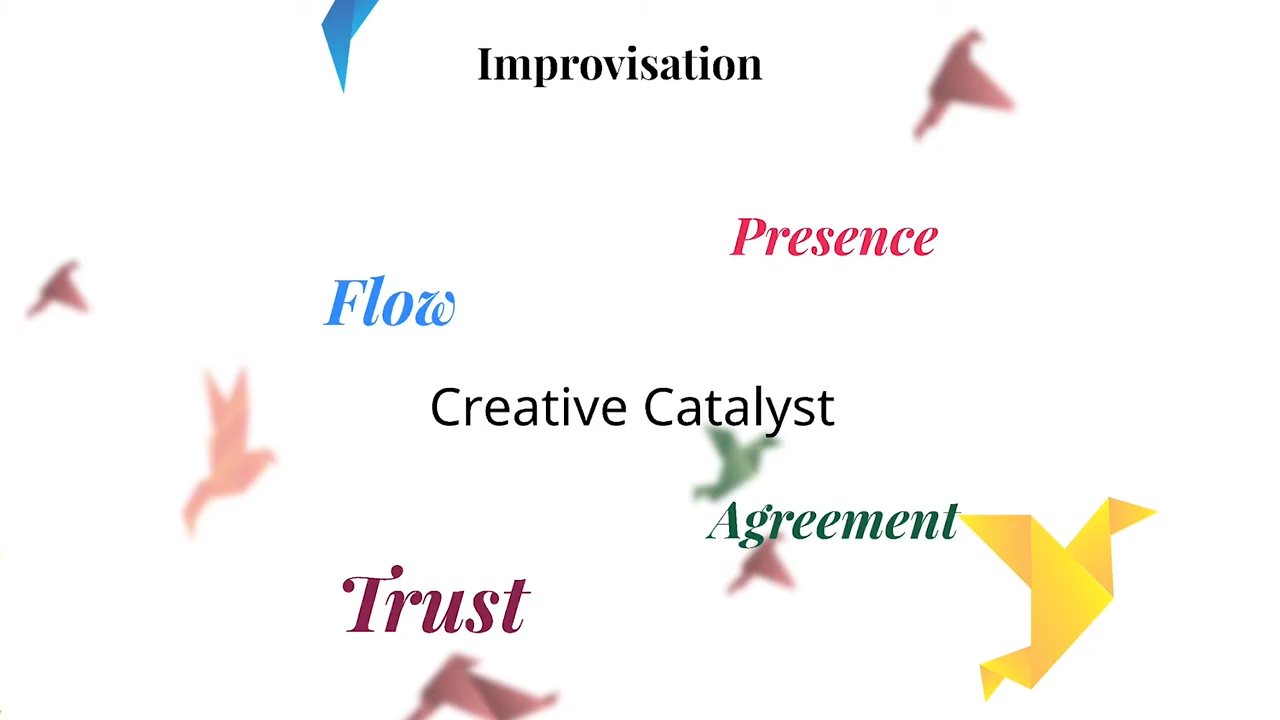 Improvisation
Presence
Flow
Creative Catalyst
Agreement
Trust